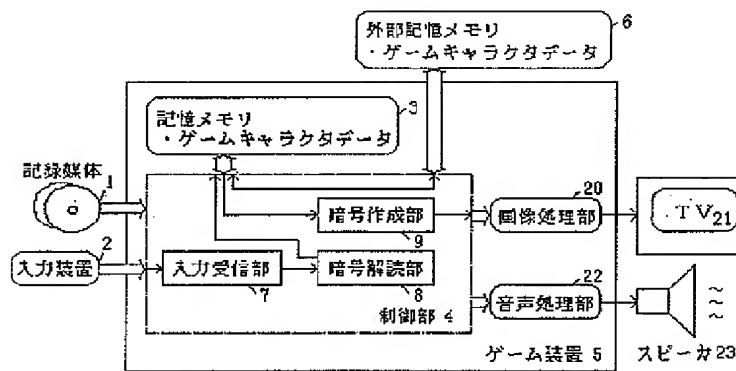 外部記憶メモリ
・ゲームキャラクタデータ
6
記憶メモリ
・ゲームキャラクタデータ
3
記録媒体
1
暗号作成部
9
画像処理部
20
TV21
入力装置
2
入力受信部
7
暗号解読部
8
制御部 4
音声処理部
22
ゲーム装置 5
スピーカ23